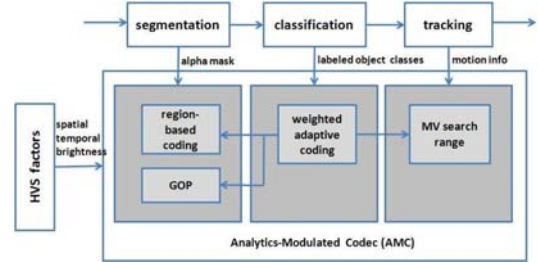 segmentation
classification
tracking
alpha mask
labeled object classes
motion info
HVS factors
spatial
temporal
brightness
region-
based
coding
weighted
adaptive
coding
MV search
range
GOP
Analytics-Modulated Codec (AMC)